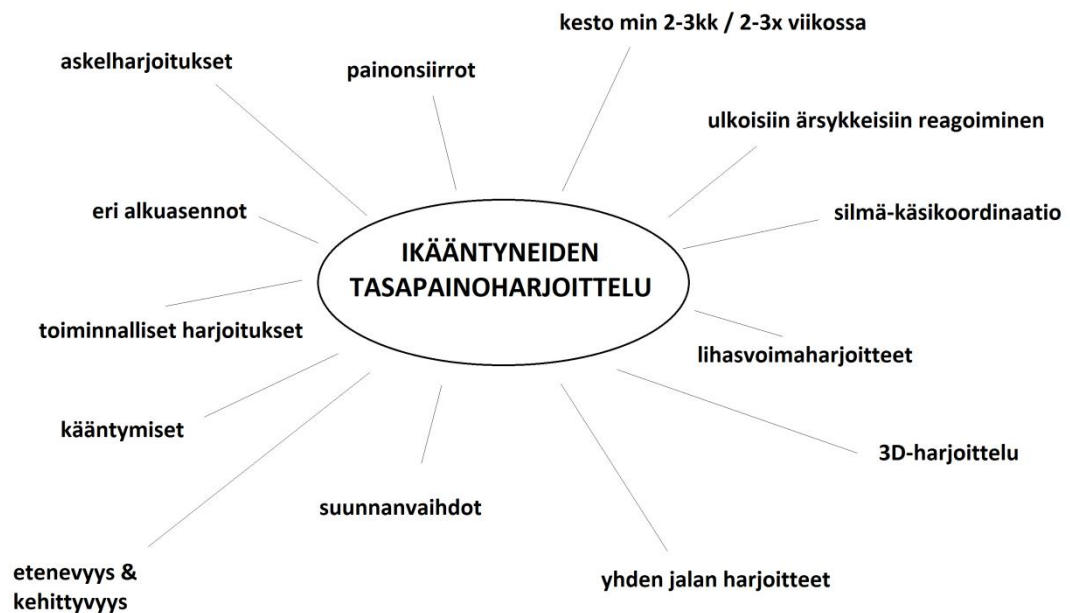 kesto min 2-3kk / 2-3x viikossa
askelharjoitukset
painonsiirrot
ulkoisiin ärsykkeisiin reagoiminen
eri alkuasennot
silmä-käsikoordinaatio
IKÄÄNTYNEIDEN
TASAPAINOHARJOITTELU
toiminnalliset harjoitukset
lihasvoimaharjoitteet
kääntymiset
3D-harjoittelu
suunnanvaihdot
etenevyys &
kehittyvyys
yhden jalan harjoitteet